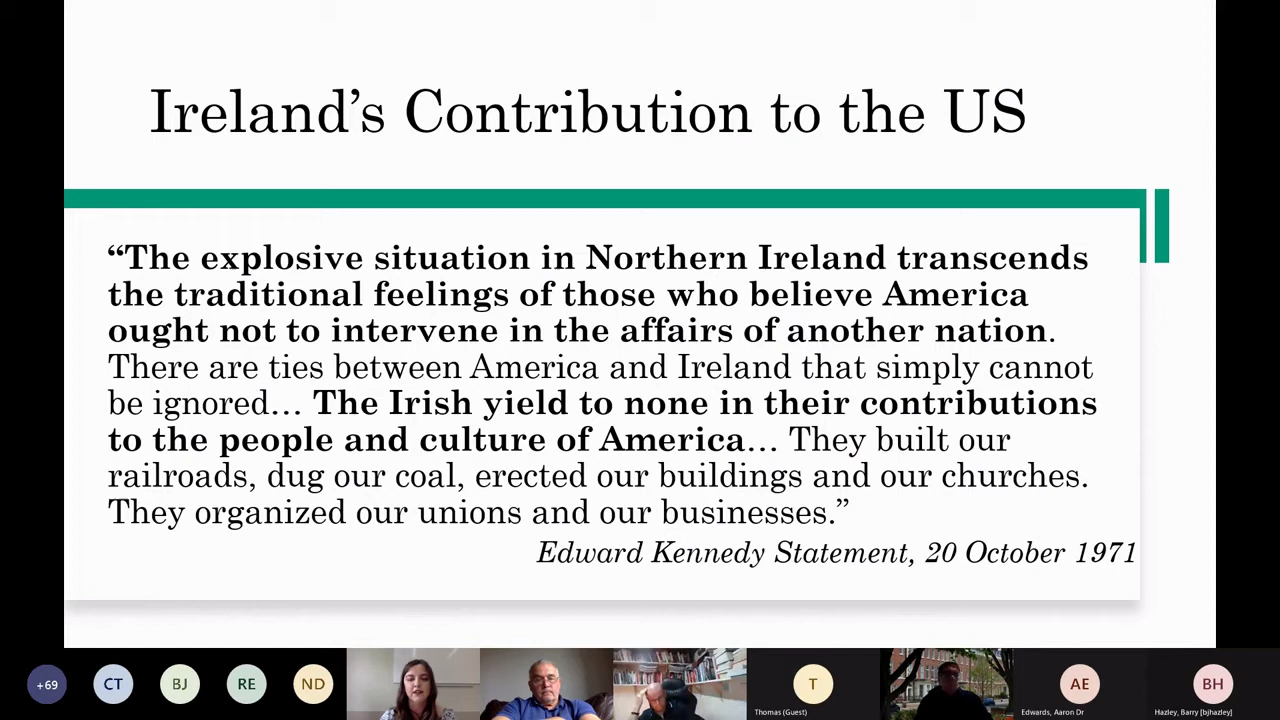 Ireland’s Contribution to the US
“The explosive situation in Northern Ireland transcends
the traditional feelings of those who believe America
ought not to intervene in the affairs of another nation.
There are ties between America and Ireland that simply cannot
be ignored… The Irish yield to none in their contributions
to the people and culture of America… They built our
railroads, dug our coal, erected our buildings and our churches.
They organized our unions and our businesses.”
Edward Kennedy Statement, 20 October 1971
+69 CT BJ RE ND T AE BH
Thomas (Guest) Edwards, Aaron Dr Hazley, Barry [bjhazley]